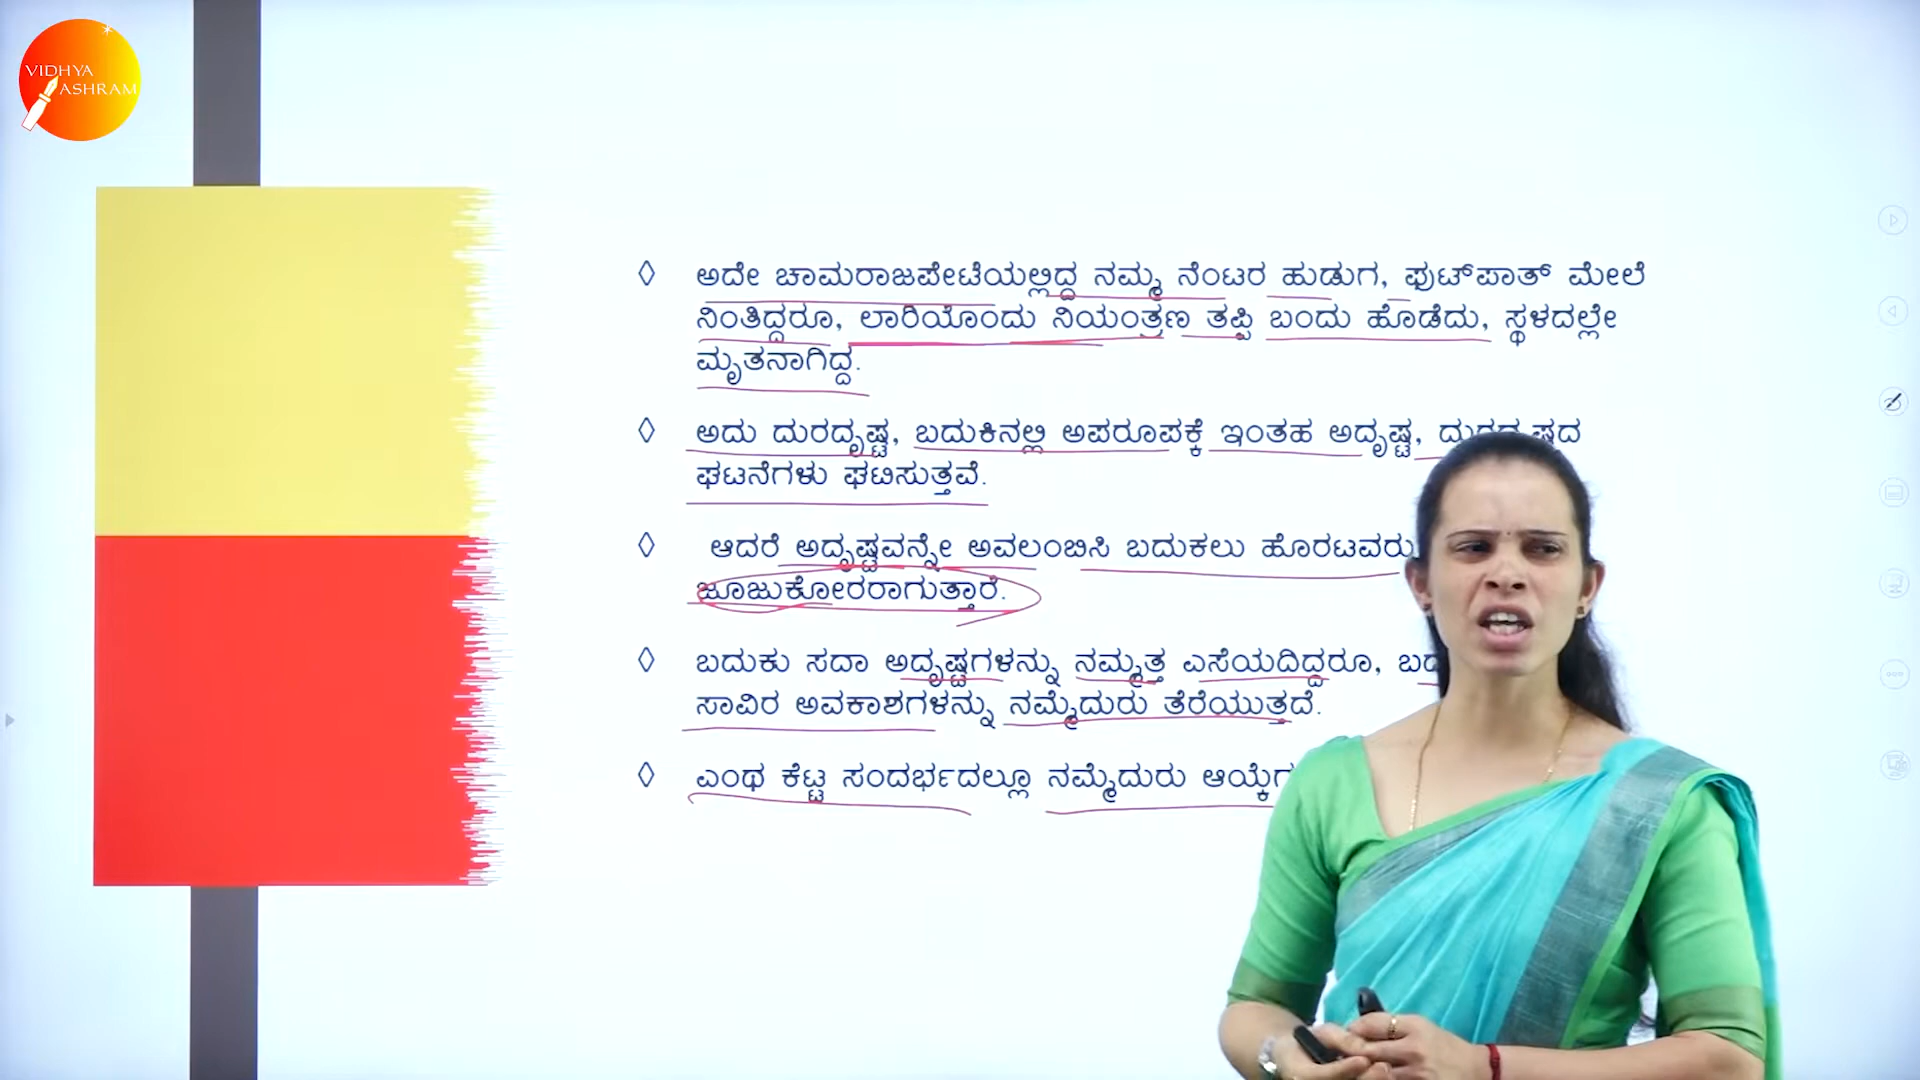 VIDHYA
ASHRAM
ಅದೇ ಚಾಮರಾಜಪೇಟೆಯಲ್ಲಿದ್ದ ನಮ್ಮ ನೆಂಟರ ಹುಡುಗ, ಫುಟ್‌ಪಾತ್ ಮೇಲೆ
ನಿಂತಿದ್ದರೂ, ಲಾರಿಯೊಂದು ನಿಯಂತ್ರಣ ತಪ್ಪಿ ಬಂದು ಹೊಡೆದು, ಸ್ಥಳದಲ್ಲೇ
ಮೃತನಾಗಿದ್ದ.
ಅದು ದುರದೃಷ್ಟ, ಬದುಕಿನಲ್ಲಿ ಅಪರೂಪಕ್ಕೆ ಇಂತಹ ಅದೃಷ್ಟ,
ಘಟನೆಗಳು ಘಟಿಸುತ್ತವೆ.
ಆದರೆ ಅದೃಷ್ಟವನ್ನೇ ಅವಲಂಬಿಸಿ ಬದುಕಲು ಹೊರಟವರು
ಜೂಜುಕೋರರಾಗುತ್ತಾರೆ.
ಬದುಕು ಸದಾ ಅದೃಷ್ಟಗಳನ್ನು ನಮ್ಮತ್ತ ಎಸೆಯದಿದ್ದರೂ,
ಸಾವಿರ ಅವಕಾಶಗಳನ್ನು ನಮ್ಮೆದುರು ತೆರೆಯುತ್ತದೆ.
ಎಂಥ ಕೆಟ್ಟ ಸಂದರ್ಭದಲ್ಲೂ ನಮ್ಮೆದುರು